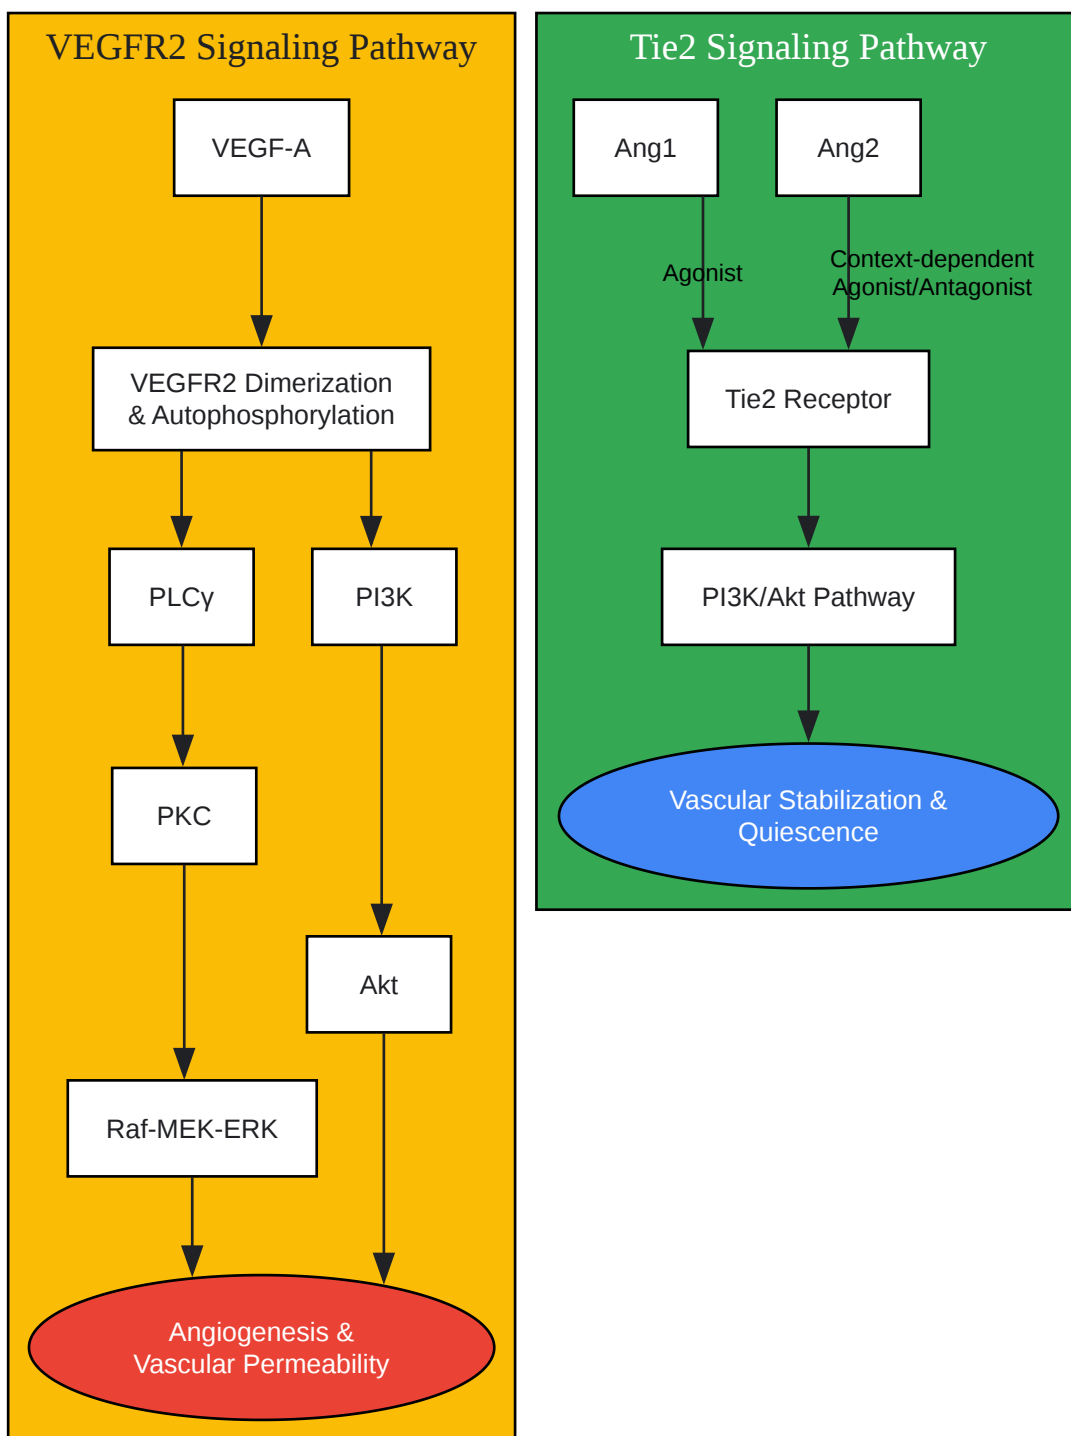 VEGFR2 Signaling Pathway
VEGF-A
VEGFR2 Dimerization
& Autophosphorylation
PLCγ
PI3K
PKC
Akt
Raf-MEK-ERK
Angiogenesis &
Vascular Permeability
Tie2 Signaling Pathway
Ang1
Ang2
Agonist
Context-dependent
Agonist/Antagonist
Tie2 Receptor
PI3K/Akt Pathway
Vascular Stabilization &
Quiescence